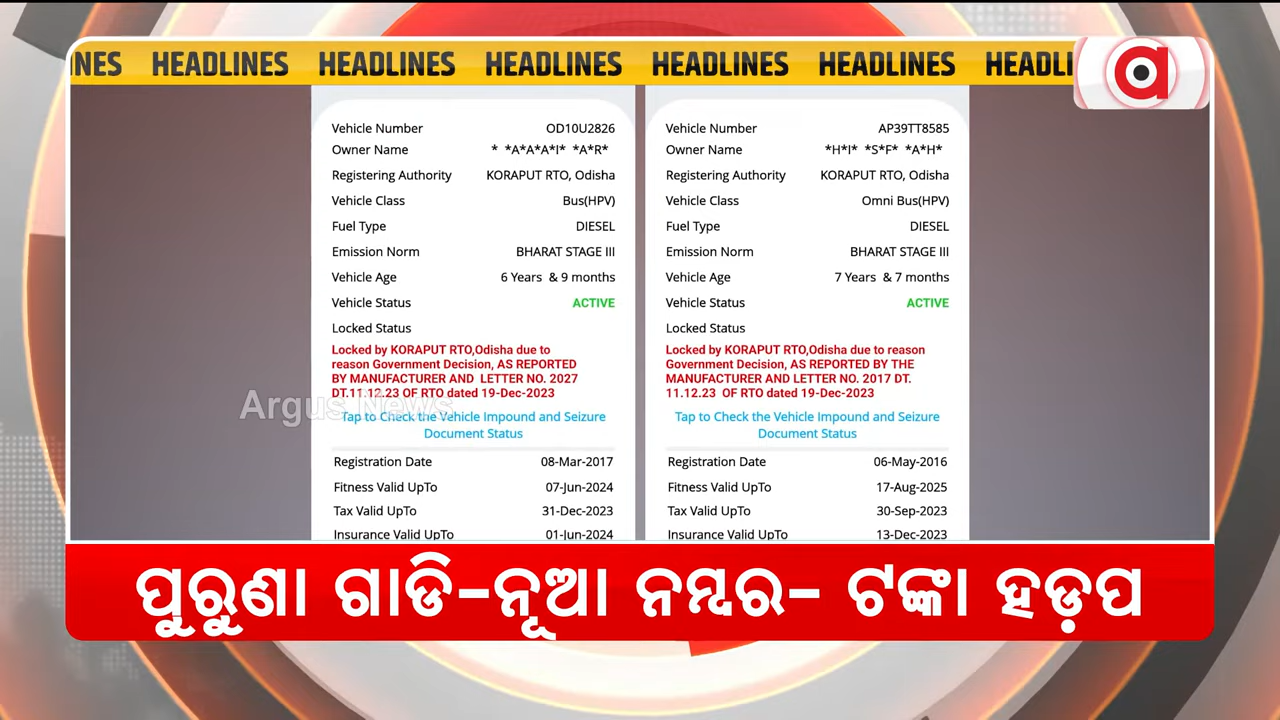 HEADLINES HEADLINES HEADLINES HEADLINES HEADLINES
a
Vehicle Number OD10U2826
Owner Name * *A*A*A*I* *A*R*
Registering Authority KORAPUT RTO, Odisha
Vehicle Class Bus(HPV)
Fuel Type DIESEL
Emission Norm BHARAT STAGE III
Vehicle Age 6 Years & 9 months
Vehicle Status ACTIVE
Locked Status
Locked by KORAPUT RTO,Odisha due to
reason Government Decision, AS REPORTED
BY MANUFACTURER AND LETTER NO. 2027
DT.11.12.23 OF RTO dated 19-Dec-2023
Tap to Check the Vehicle Impound and Seizure
Document Status
Registration Date 08-Mar-2017
Fitness Valid UpTo 07-Jun-2024
Tax Valid UpTo 31-Dec-2023
Insurance Valid UpTo 01-Jun-2024
Vehicle Number AP39TT8585
Owner Name *H*I* *S*F* *A*H*
Registering Authority KORAPUT RTO, Odisha
Vehicle Class Omni Bus(HPV)
Fuel Type DIESEL
Emission Norm BHARAT STAGE III
Vehicle Age 7 Years & 7 months
Vehicle Status ACTIVE
Locked Status
Locked by KORAPUT RTO,Odisha due to reason
Government Decision, AS REPORTED BY THE
MANUFACTURER AND LETTER NO. 2017 DT.
11.12.23 OF RTO dated 19-Dec-2023
Tap to Check the Vehicle Impound and Seizure
Document Status
Registration Date 06-May-2016
Fitness Valid UpTo 17-Aug-2025
Tax Valid UpTo 30-Sep-2023
Insurance Valid UpTo 13-Dec-2023
Argus News
ପୁରୁଣା ଗାଡି-ନୂଆ ନମ୍ବର- ଟଙ୍କା ହଡ଼ପ